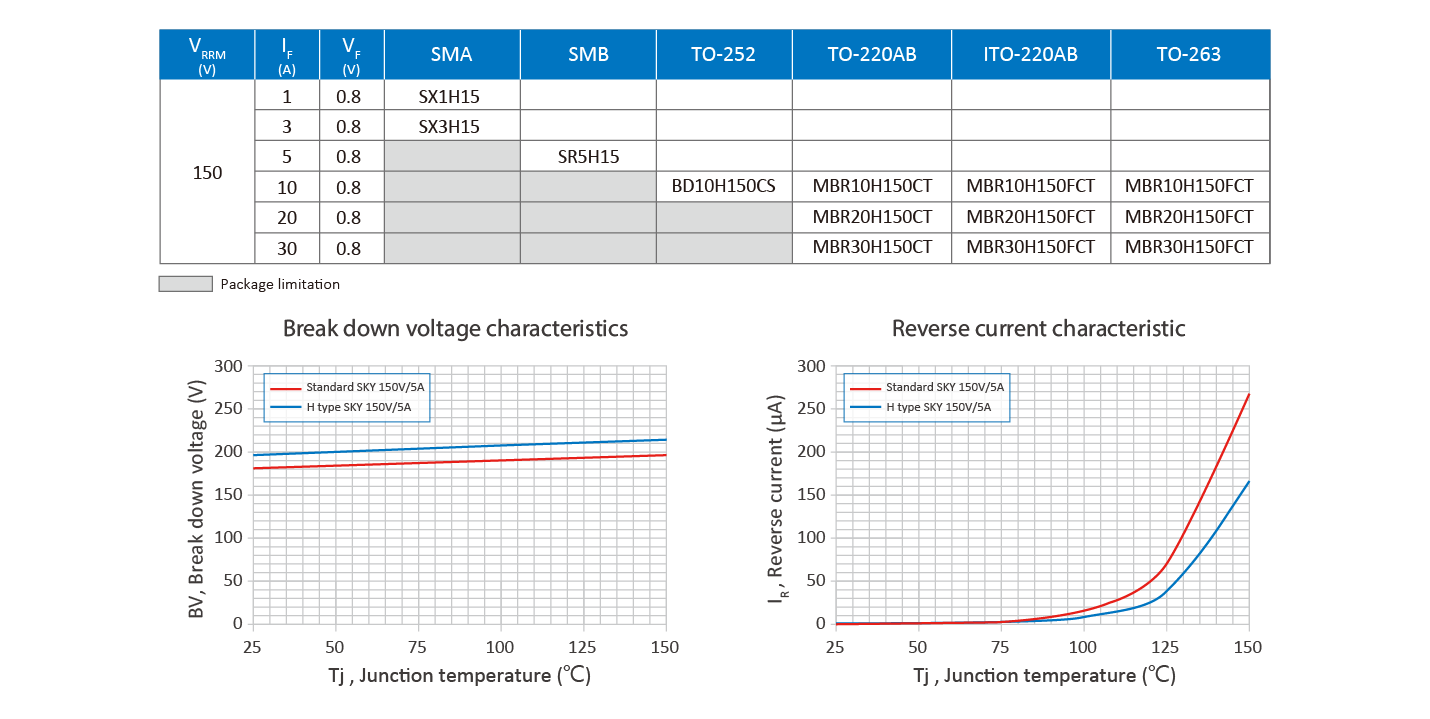 VRRM (V) IF (A) VF (V) SMA SMB TO-252 TO-220AB ITO-220AB TO-263
150
1 0.8 SX1H15
3 0.8 SX3H15
5 0.8 SR5H15
10 0.8 BD10H150CS MBR10H150CT MBR10H150FCT MBR10H150FCT
20 0.8 MBR20H150CT MBR20H150FCT MBR20H150FCT
30 0.8 MBR30H150CT MBR30H150FCT MBR30H150FCT
Package limitation
Break down voltage characteristics
BV, Break down voltage (V)
300
250
200
150
100
50
0
Standard SKY 150V/5A
H type SKY 150V/5A
25 50 75 100 125 150
Tj , Junction temperature (℃)
Reverse current characteristic
IR , Reverse current (μA)
300
250
200
150
100
50
0
Standard SKY 150V/5A
H type SKY 150V/5A
25 50 75 100 125 150
Tj , Junction temperature (℃)